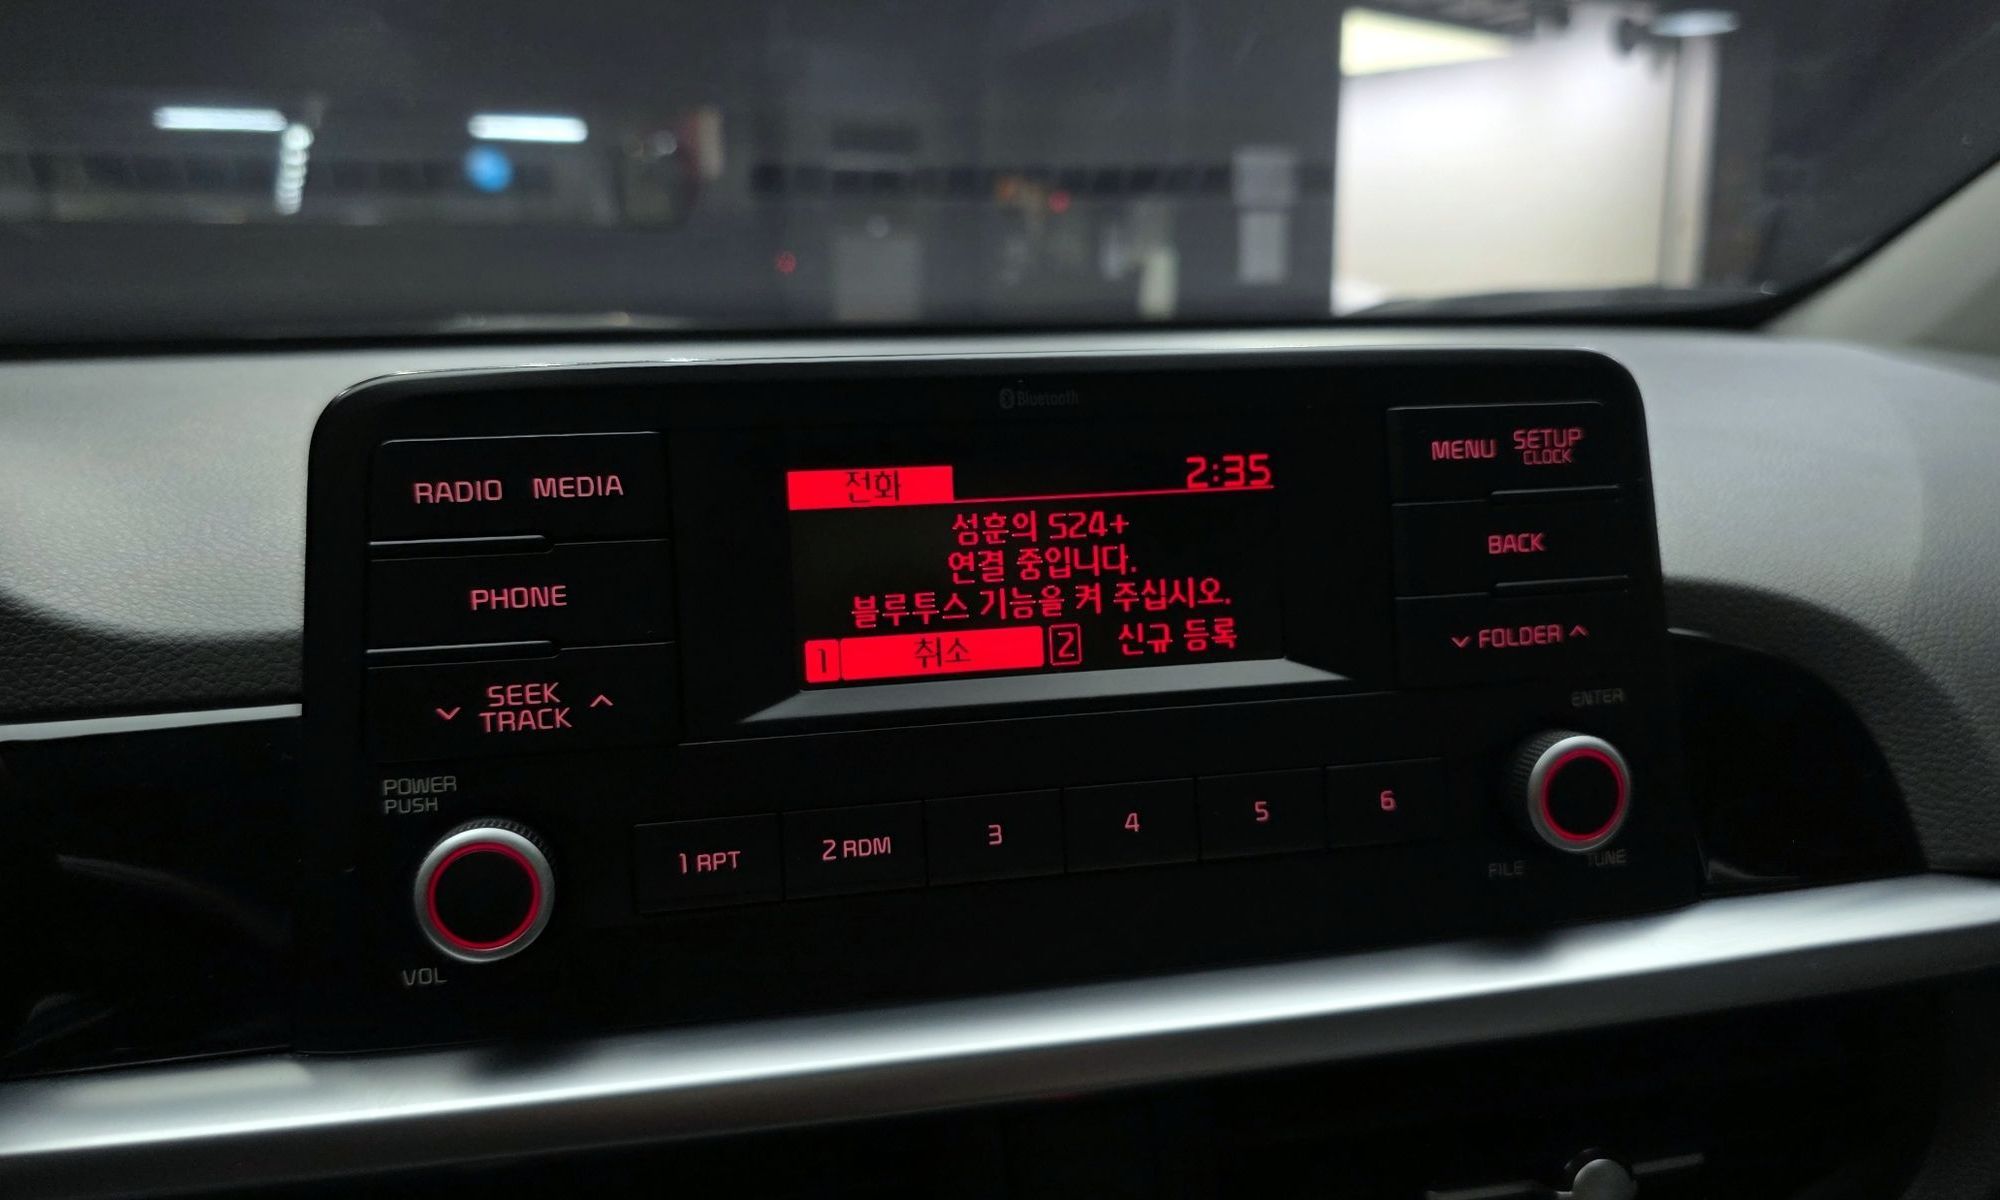 Bluetooth
RADIO MEDIA
PHONE
SEEK
TRACK
POWER
PUSH
VOL
전화 2:35
성훈의 S24+
연결 중입니다.
블루투스 기능을 켜 주십시오.
1 취소 2 신규 등록
MENU SETUP
CLOCK
BACK
FOLDER
ENTER
FILE TUNE
1 RPT 2 RDM 3 4 5 6